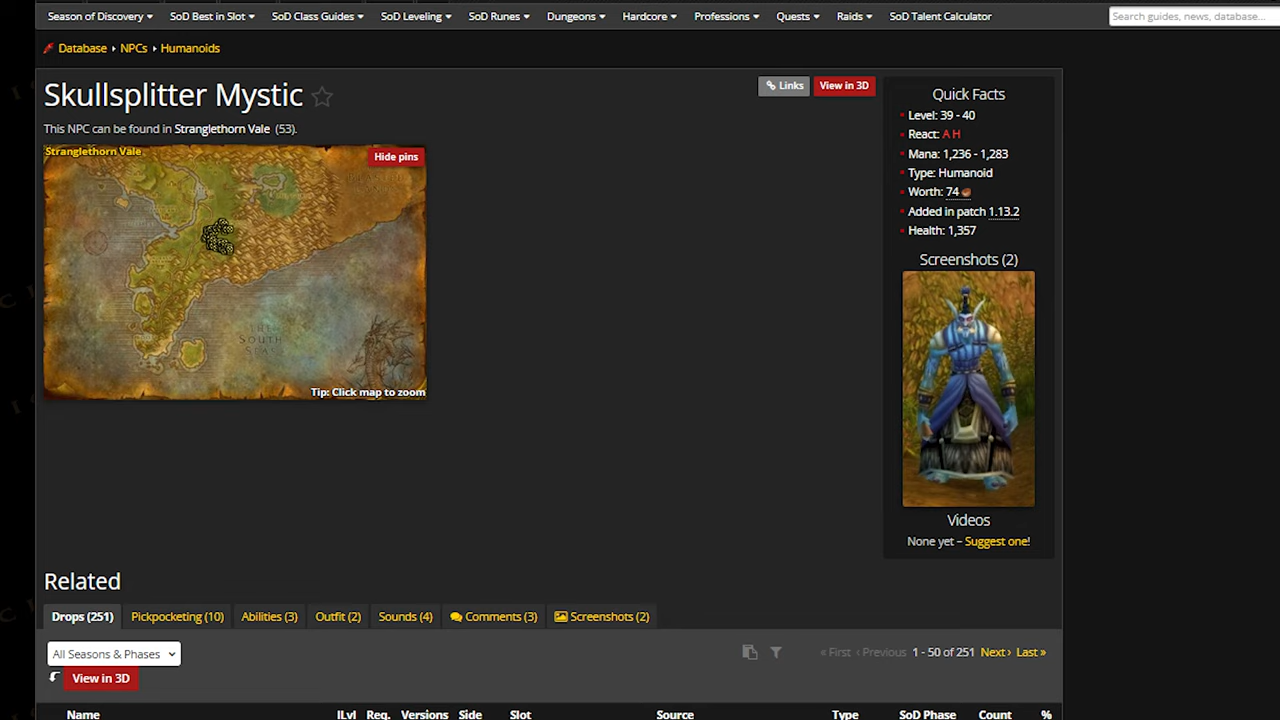 Season of Discovery SoD Best in Slot SoD Class Guides SoD Leveling SoD Runes Dungeons Hardcore Professions Quests Raids SoD Talent Calculator Search guides, news, database...
Database NPCs Humanoids
Skullsplitter Mystic
Links View in 3D
This NPC can be found in Stranglethorn Vale (53).
Stranglethorn Vale
Hide pins
THE
SOUTH
Tip: Click map to zoom
Quick Facts
Level: 39 - 40
React: A H
Mana: 1,236 - 1,283
Type: Humanoid
Worth: 74
Added in patch 1.13.2
Health: 1,357
Screenshots (2)
Videos
None yet – Suggest one!
Related
Drops (251) Pickpocketing (10) Abilities (3) Outfit (2) Sounds (4) Comments (3) Screenshots (2)
All Seasons & Phases
« First ‹ Previous 1 - 50 of 251 Next › Last »
View in 3D
Name ILvl Req. Versions Side Slot Source Type SoD Phase Count %